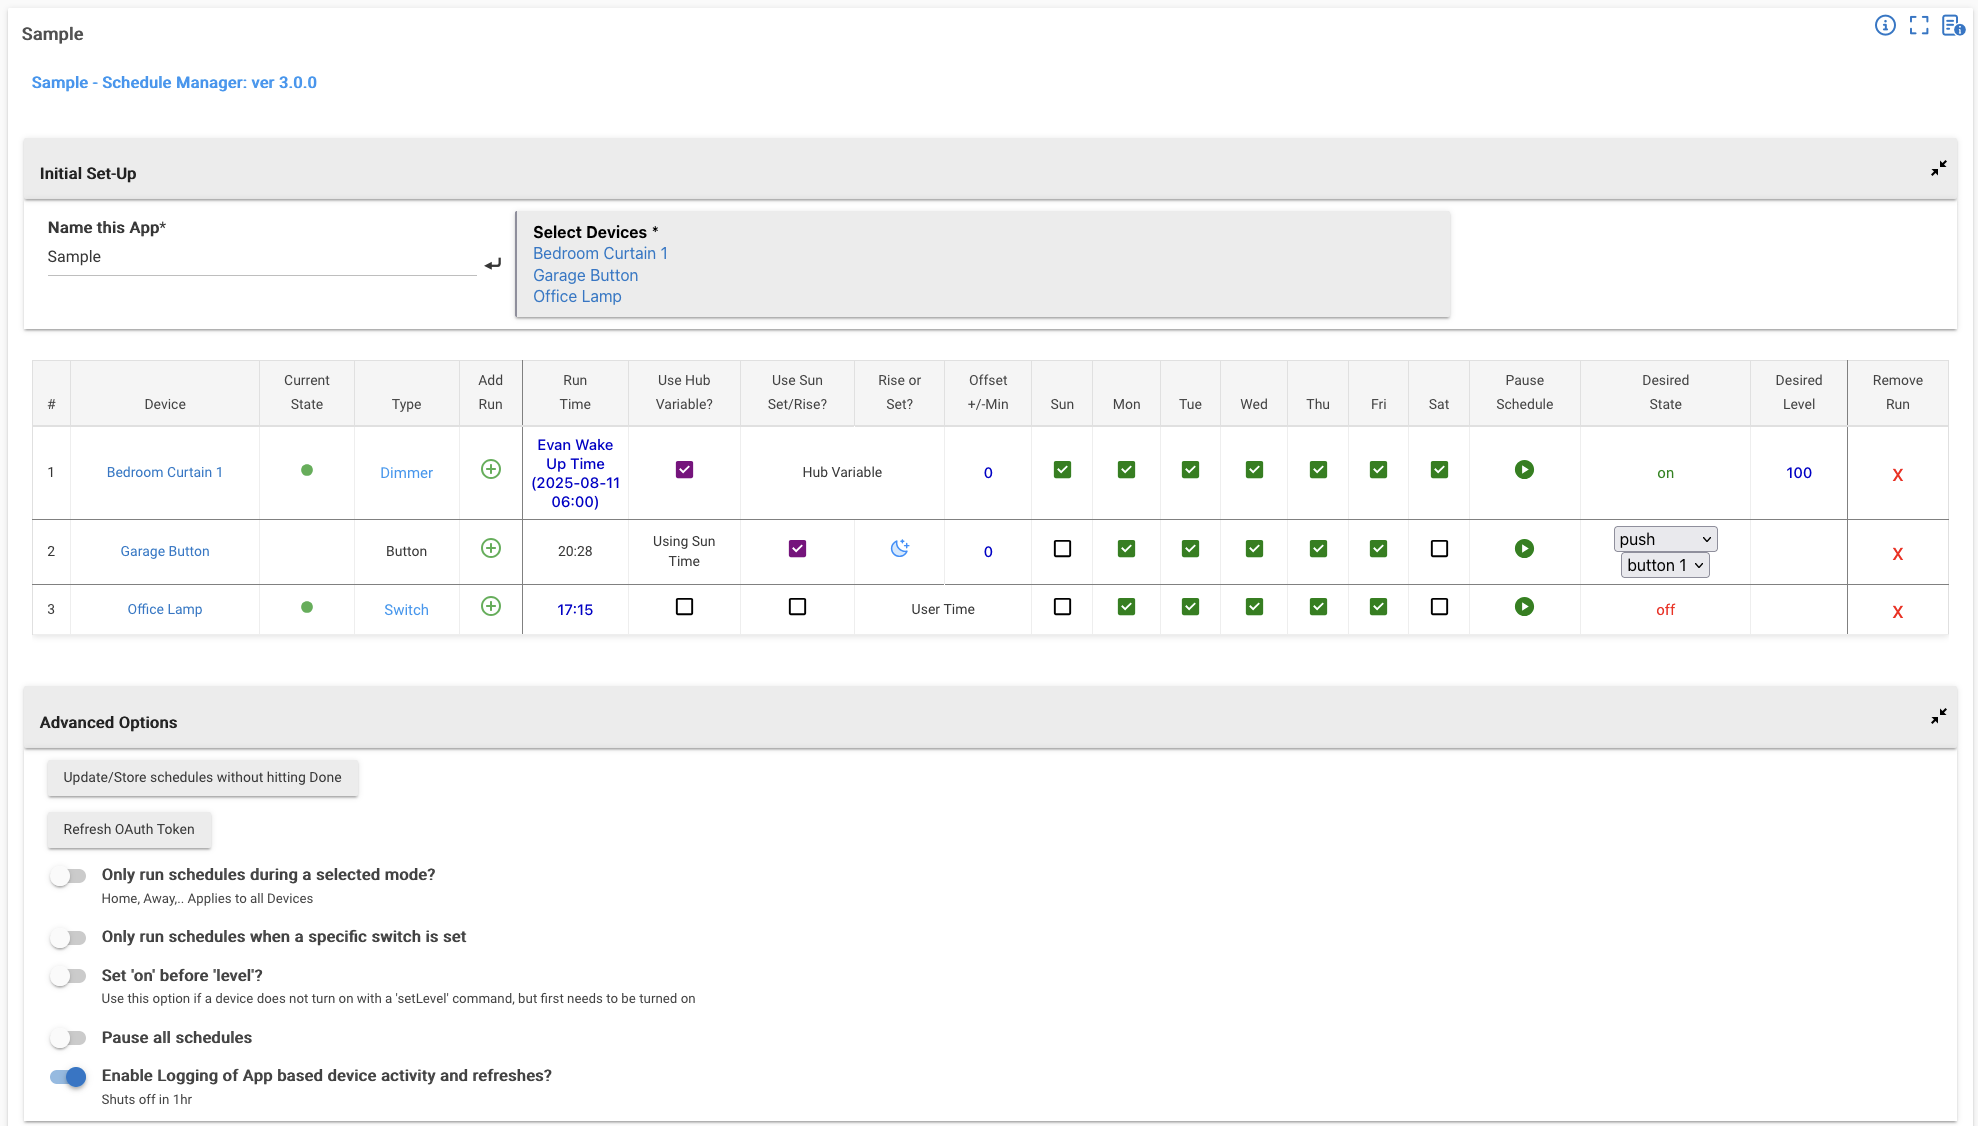 Sample
Sample - Schedule Manager: ver 3.0.0
Initial Set-Up
Name this App*
Sample
Select Devices *
Bedroom Curtain 1
Garage Button
Office Lamp
# Device Current State Type Add Run Run Time Use Hub Variable? Use Sun Set/Rise? Rise or Set? Offset +/-Min Sun Mon Tue Wed Thu Fri Sat Pause Schedule Desired State Desired Level Remove Run
1 Bedroom Curtain 1 Dimmer Evan Wake Up Time (2025-08-11 06:00) Hub Variable 0 on 100 X
2 Garage Button Button 20:28 Using Sun Time 0 push button 1 X
3 Office Lamp Switch 17:15 User Time off X
Advanced Options
Update/Store schedules without hitting Done
Refresh OAuth Token
Only run schedules during a selected mode?
Home, Away,.. Applies to all Devices
Only run schedules when a specific switch is set
Set 'on' before 'level'?
Use this option if a device does not turn on with a 'setLevel' command, but first needs to be turned on
Pause all schedules
Enable Logging of App based device activity and refreshes?
Shuts off in 1hr